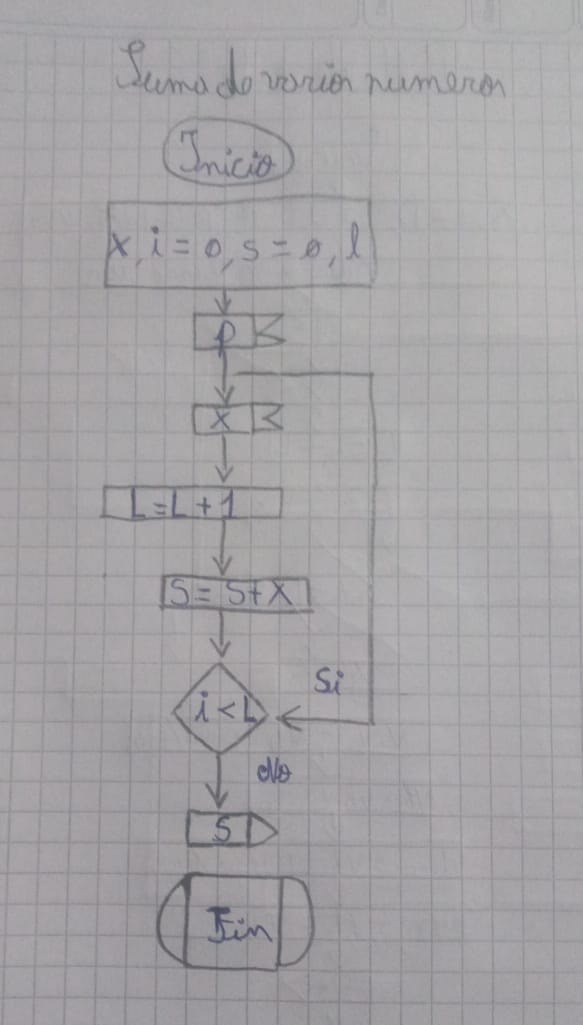 Suma de varios numeros
Inicio
x, i = 0, s = 0, l
p
x
L=L+1
S= S+X
i < L
Si
No
S
Fin